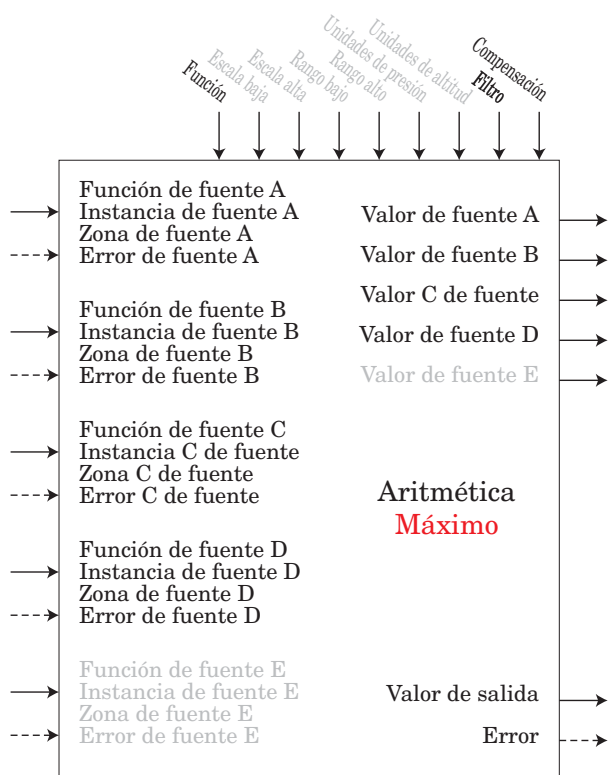 Función
Escala baja
Escala alta
Rango bajo
Rango alto
Unidades de presión
Unidades de altitud
Filtro
Compensación
Función de fuente A
Instancia de fuente A
Zona de fuente A
Error de fuente A
Función de fuente B
Instancia de fuente B
Zona de fuente B
Error de fuente B
Función de fuente C
Instancia C de fuente
Zona C de fuente
Error C de fuente
Función de fuente D
Instancia de fuente D
Zona de fuente D
Error de fuente D
Función de fuente E
Instancia de fuente E
Zona de fuente E
Error de fuente E
Valor de fuente A
Valor de fuente B
Valor C de fuente
Valor de fuente D
Valor de fuente E
Aritmética
Máximo
Valor de salida
Error